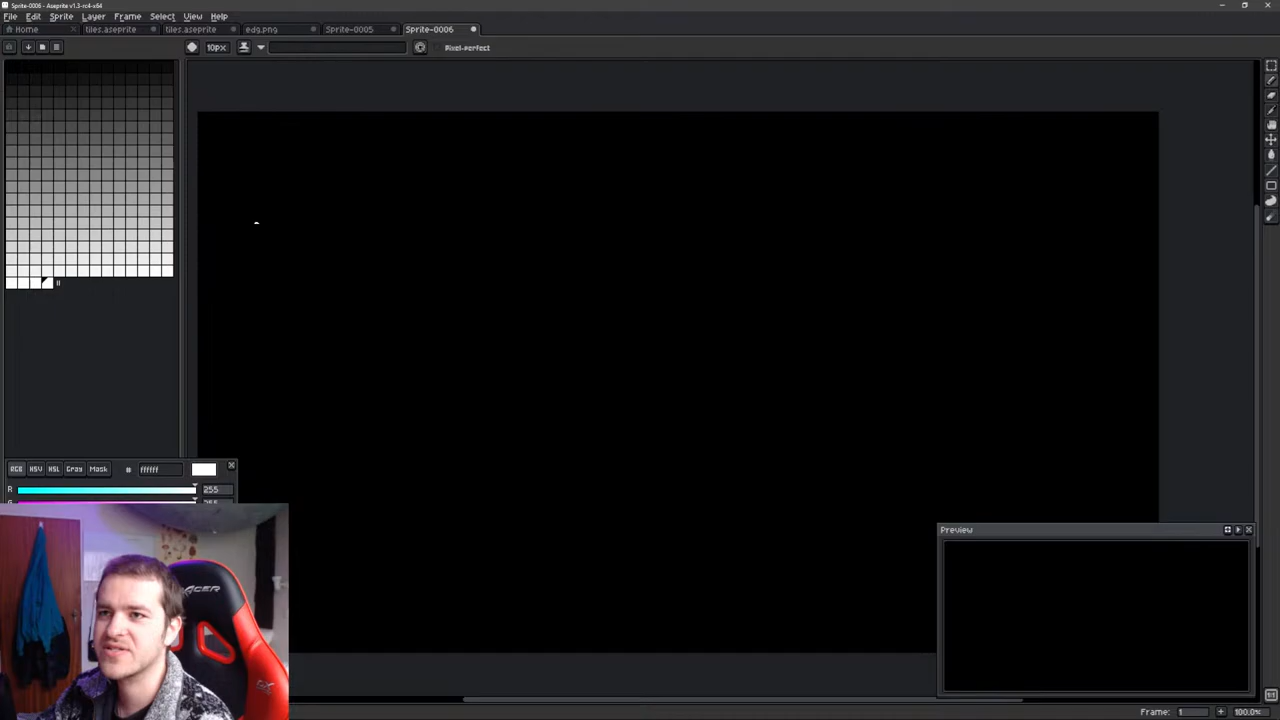 Sprite-0006 - Aseprite v1.3-rc4-x64
File Edit Sprite Layer Frame Select View Help
Home tiles.aseprite tiles.aseprite edg.png Sprite-0005 Sprite-0006
10px Pixel-perfect
RGB HSV HSL Gray Mask # ffffff
R 255
Preview
ACER
Frame: 1 100.0%